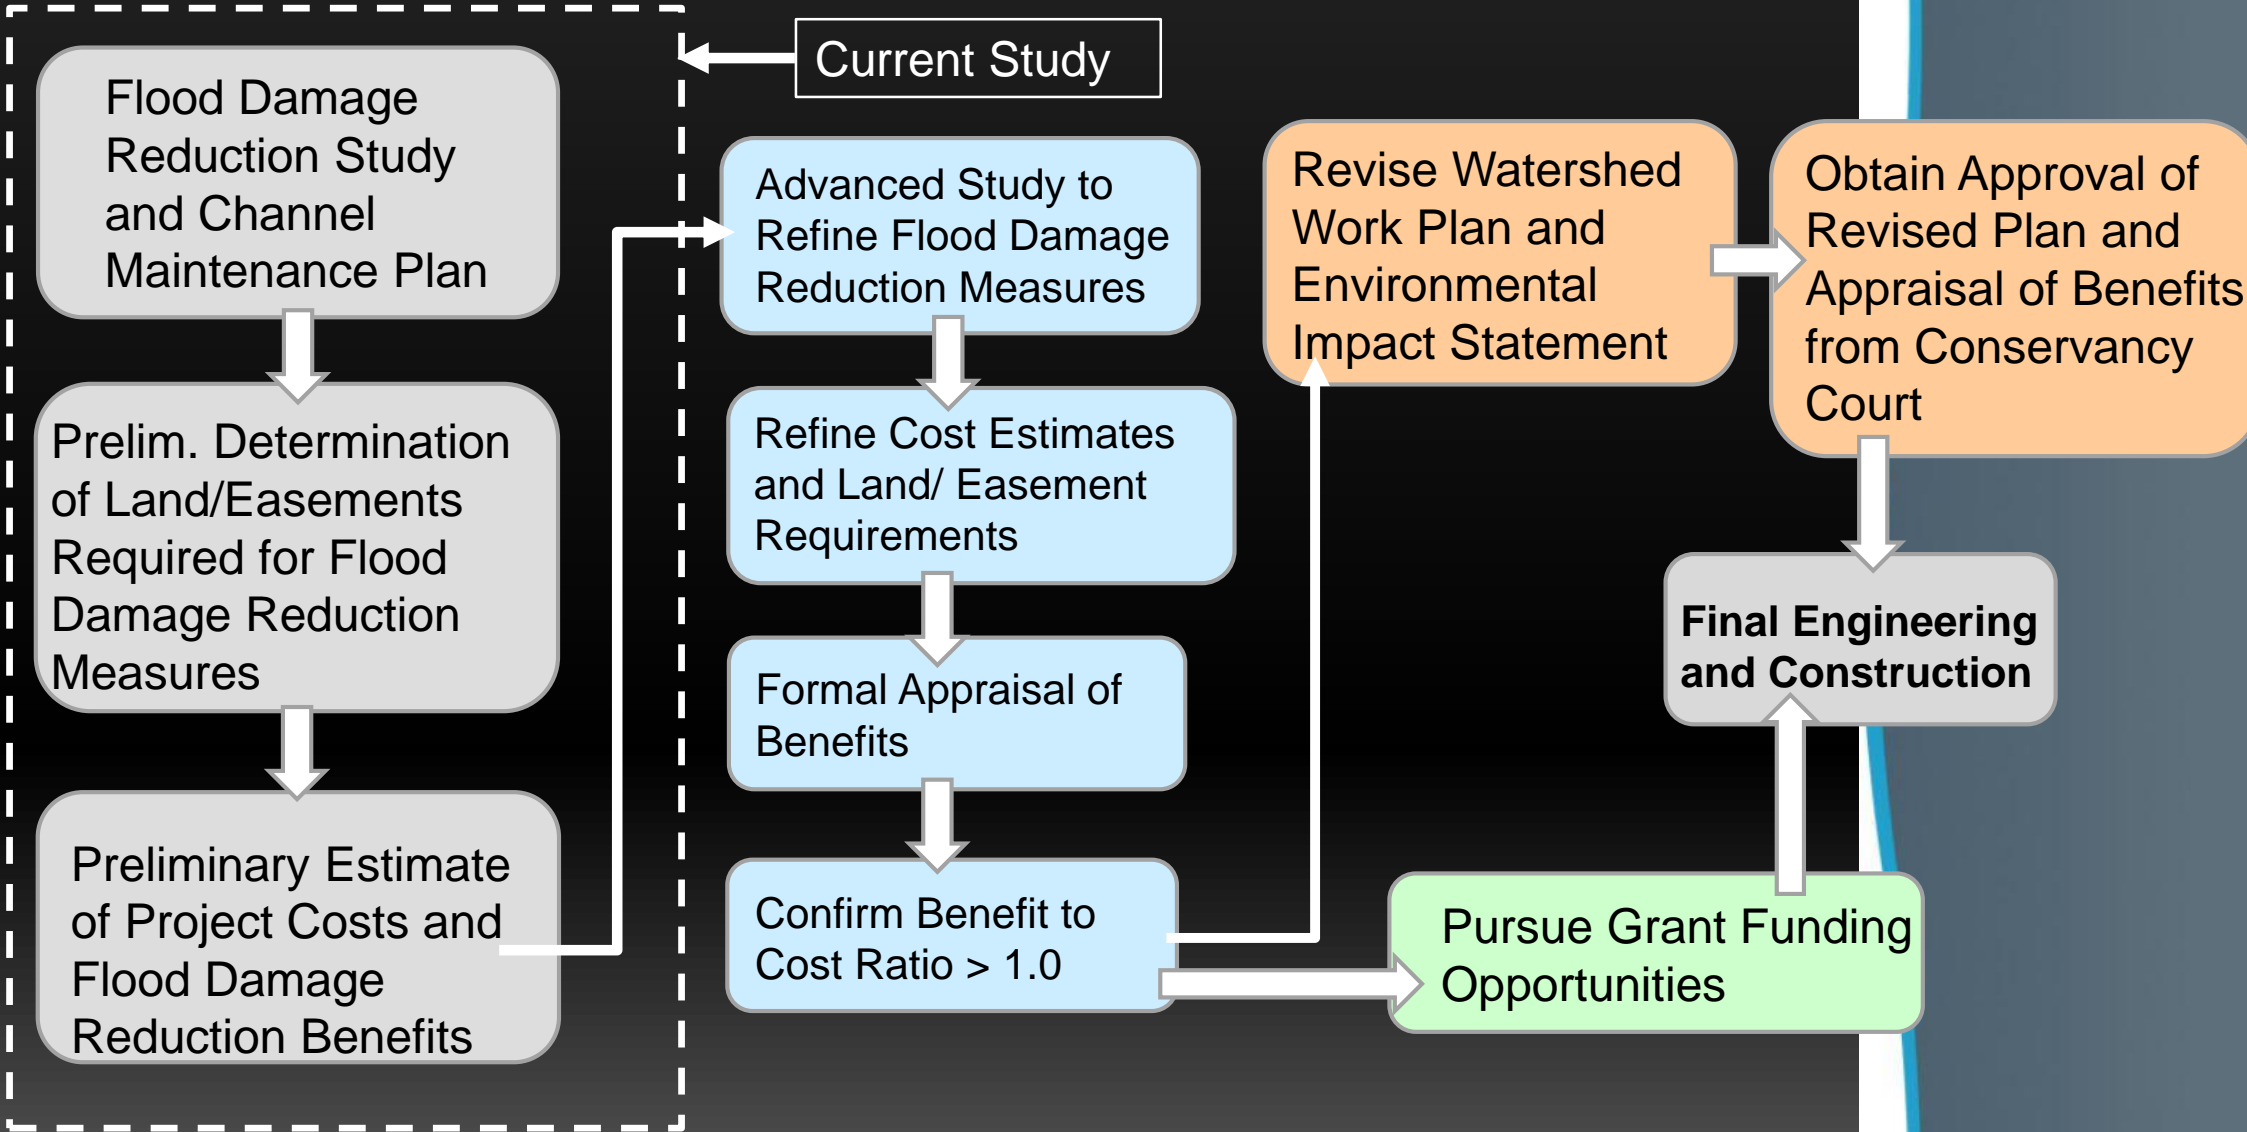 Current Study
Flood Damage
Reduction Study
and Channel
Maintenance Plan
Prelim. Determination
of Land/Easements
Required for Flood
Damage Reduction
Measures
Preliminary Estimate
of Project Costs and
Flood Damage
Reduction Benefits
Advanced Study to
Refine Flood Damage
Reduction Measures
Refine Cost Estimates
and Land/ Easement
Requirements
Formal Appraisal of
Benefits
Confirm Benefit to
Cost Ratio > 1.0
Revise Watershed
Work Plan and
Environmental
Impact Statement
Obtain Approval of
Revised Plan and
Appraisal of Benefits
from Conservancy
Court
Pursue Grant Funding
Opportunities
Final Engineering
and Construction